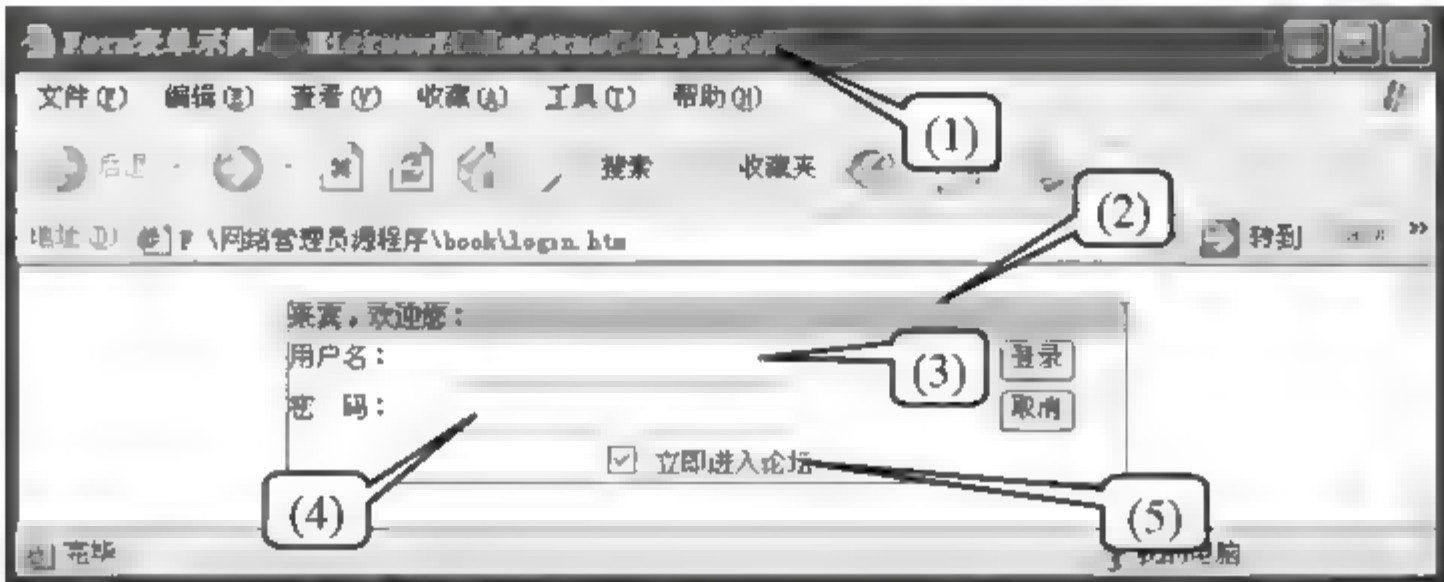 Form表单示例 - Microsoft Internet Explorer
文件(F) 编辑(E) 查看(V) 收藏(A) 工具(T) 帮助(H)
(1)
后退 搜索 收藏夹
(2)
地址(D) F:\网络管理员源程序\book\login.htm 转到
来宾,欢迎您:
用户名: (3) 登录
密 码: 取消
立即进入论坛
(4) (5)
完毕 我的电脑